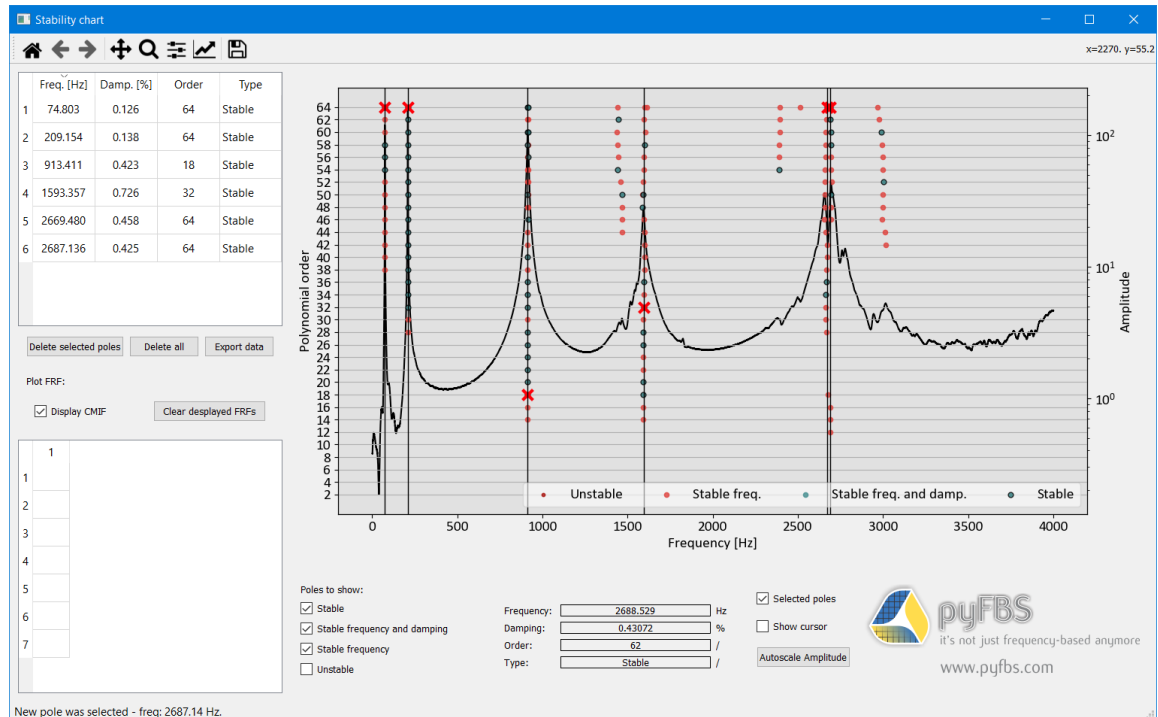 Stability chart
x=2270. y=55.2
Freq. [Hz] Damp. [%] Order Type
1 74.803 0.126 64 Stable
2 209.154 0.138 64 Stable
3 913.411 0.423 18 Stable
4 1593.357 0.726 32 Stable
5 2669.480 0.458 64 Stable
6 2687.136 0.425 64 Stable
Delete selected poles Delete all Export data
Plot FRF:
Display CMIF Clear desplayed FRFs
1
1
2
3
4
5
6
7
Polynomial order
64
62
60
58
56
54
52
50
48
46
44
42
40
38
36
34
32
30
28
26
24
22
20
18
16
14
12
10
8
6
4
2
10²
10¹
10⁰
Amplitude
Unstable Stable freq. Stable freq. and damp. Stable
0 500 1000 1500 2000 2500 3000 3500 4000
Frequency [Hz]
Poles to show:
Stable
Stable frequency and damping
Stable frequency
Unstable
Frequency: 2688.529 Hz
Damping: 0.43072 %
Order: 62 /
Type: Stable /
Selected poles
Show cursor
Autoscale Amplitude
pyFBS
it's not just frequency-based anymore
www.pyfbs.com
New pole was selected - freq: 2687.14 Hz.